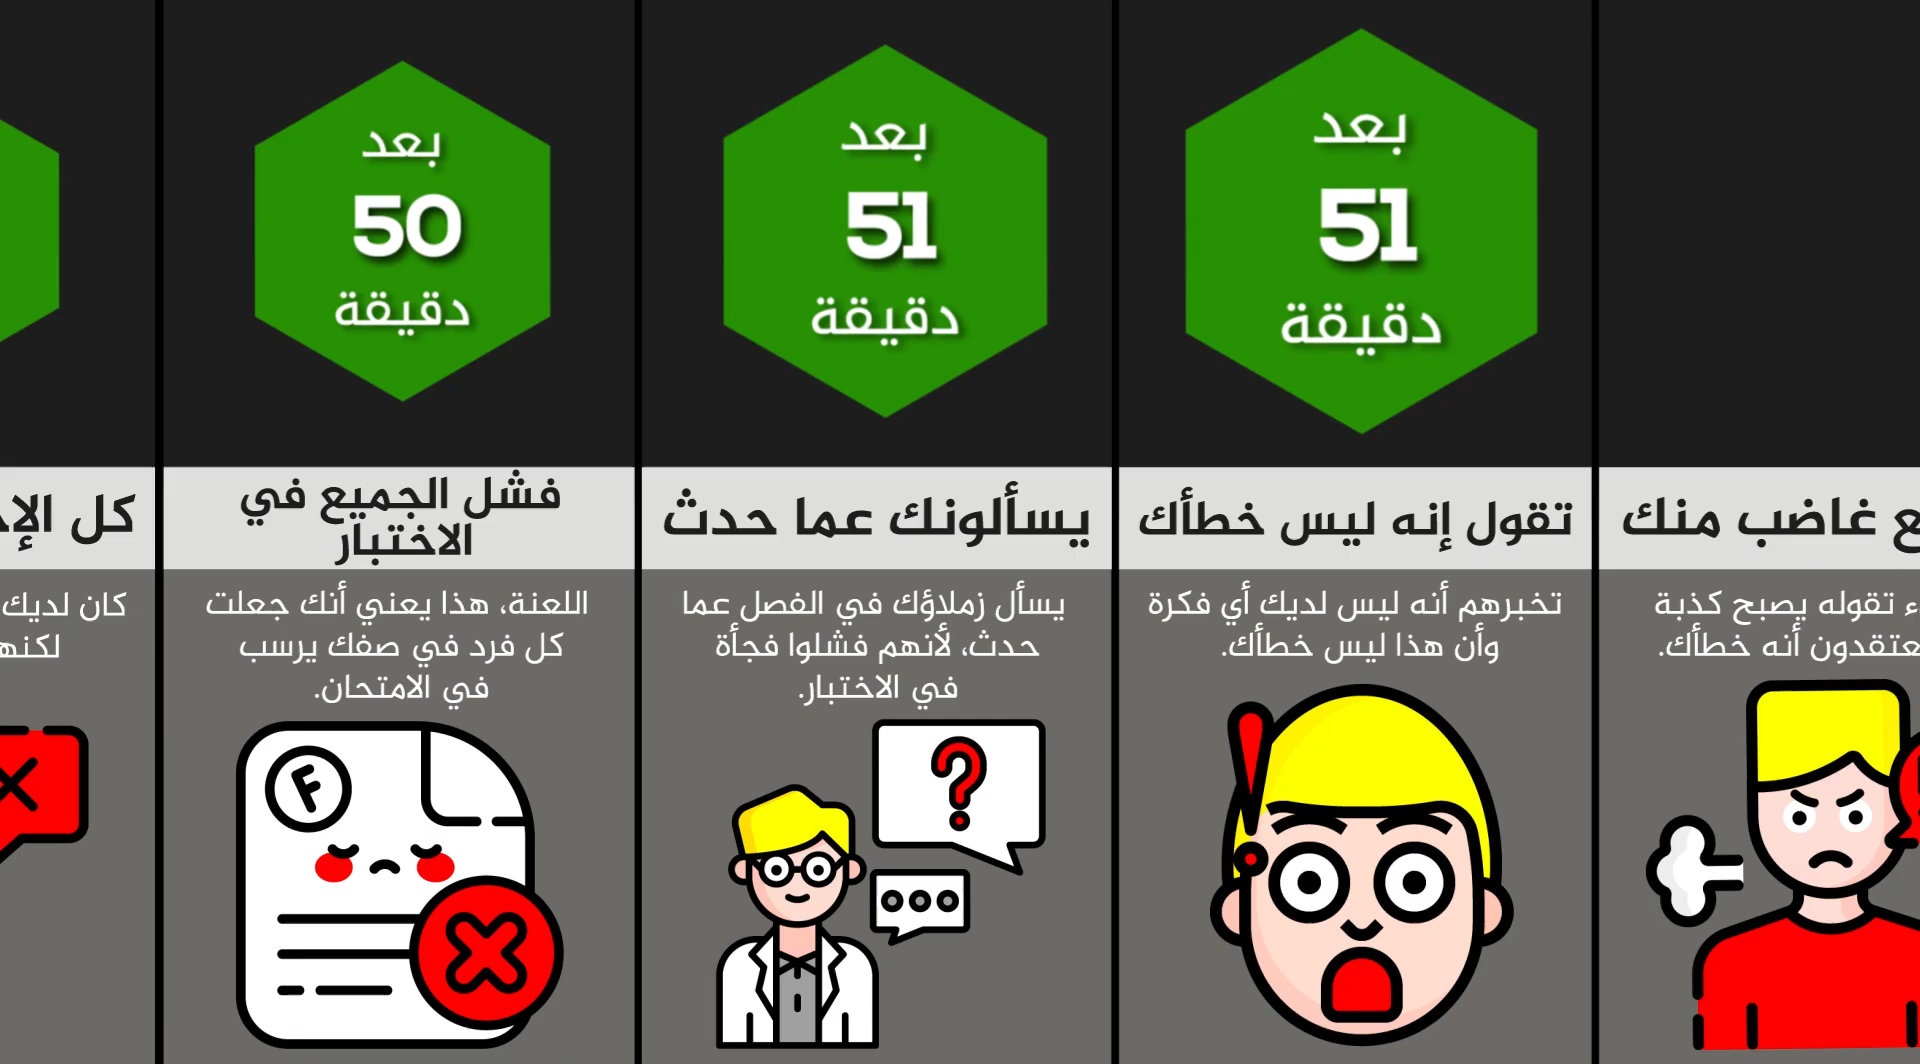 كل الإ
كان لديك
لكنه
بعد
50
دقيقة
فشل الجميع في
الاختبار
اللعنة، هذا يعني أنك جعلت
كل فرد في صفك يرسب
في الامتحان.
F
بعد
51
دقيقة
يسألونك عما حدث
يسأل زملاؤك في الفصل عما
حدث، لأنهم فشلوا فجأة
في الاختبار.
?
بعد
51
دقيقة
تقول إنه ليس خطأك
تخبرهم أنه ليس لديك أي فكرة
وأن هذا ليس خطأك.
ع غاضب منك
ء تقوله يصبح كذبة
عتقدون أنه خطأك.